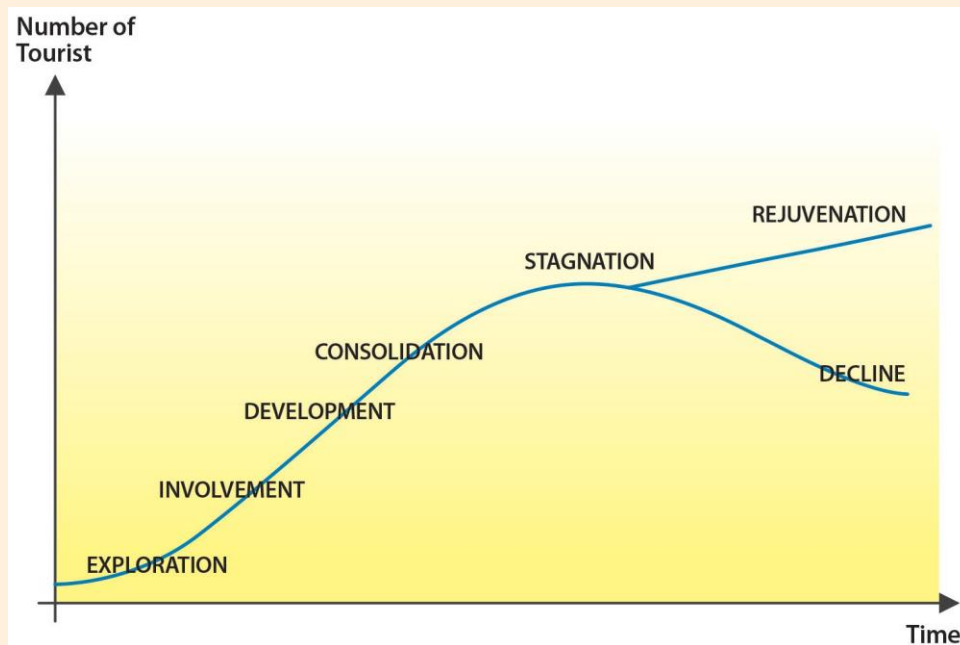 Number of
Tourist
REJUVENATION
STAGNATION
CONSOLIDATION
DECLINE
DEVELOPMENT
INVOLVEMENT
EXPLORATION
Time